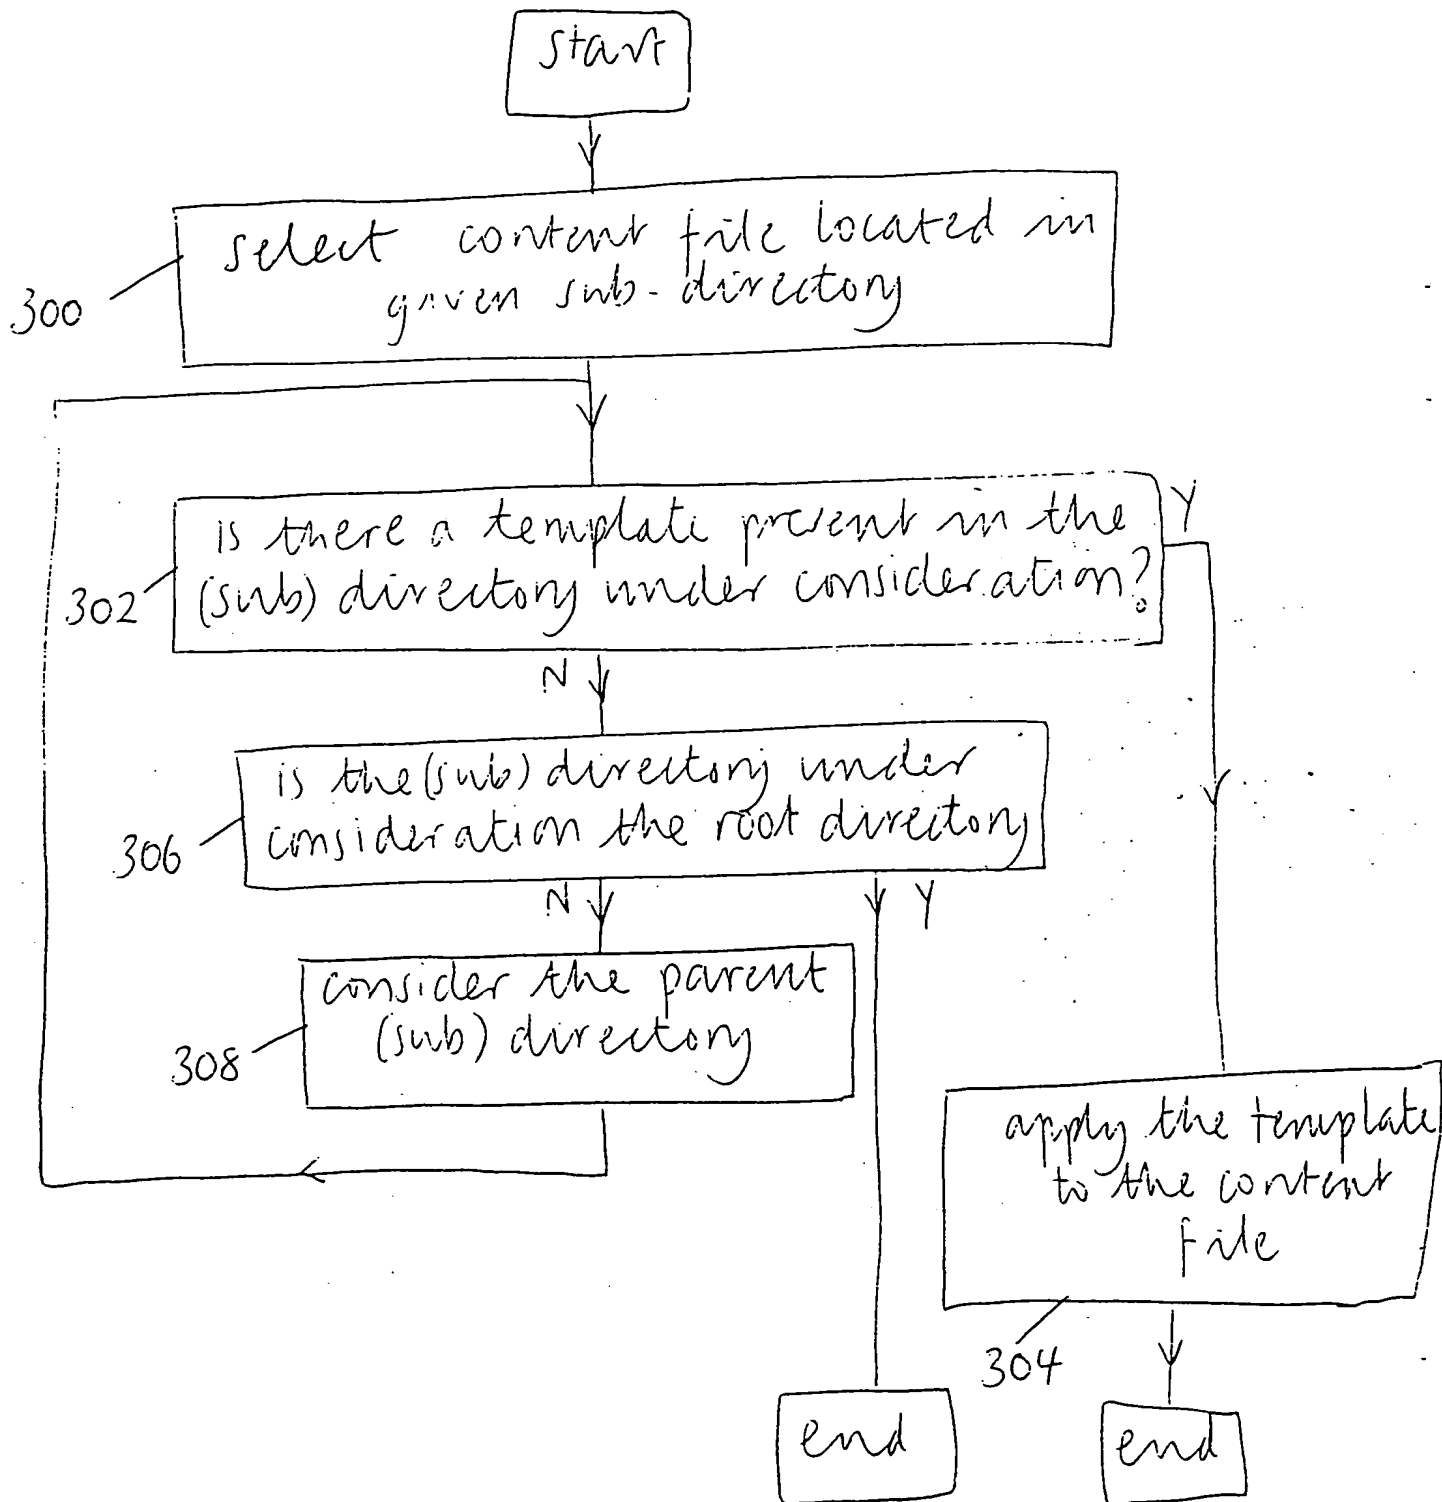 start
select content file located in
given sub-directory
300
is there a template present in the
(sub) directory under consideration?
302
Y
N
is the (sub) directory under
consideration the root directory
306
N
Y
consider the parent
(sub) directory
308
apply the template
to the content
file
304
end
end